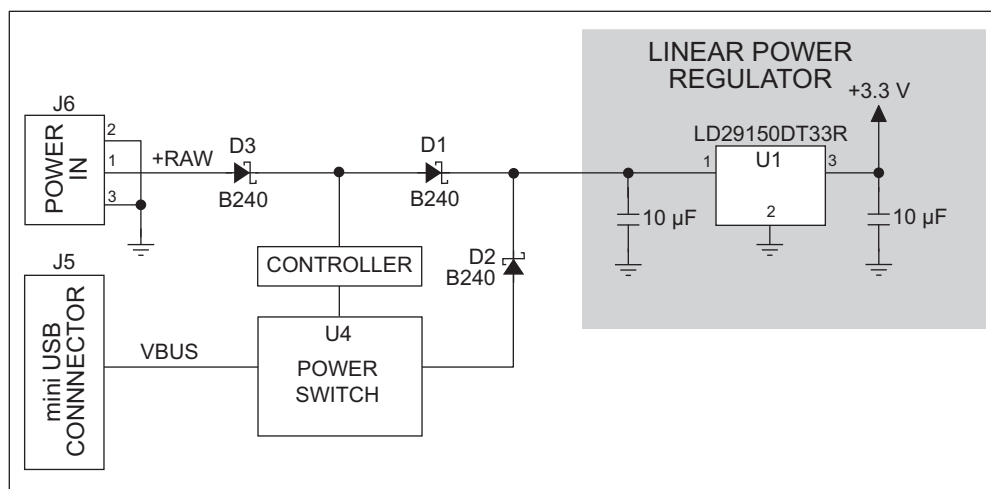 LINEAR POWER
REGULATOR
+3.3 V
J6
POWER
IN
2
1
3
+RAW
D3
B240
D1
B240
LD29150DT33R
1
U1
3
2
10 µF
10 µF
D2
B240
CONTROLLER
J5
mini USB
CONNNECTOR
VBUS
U4
POWER
SWITCH